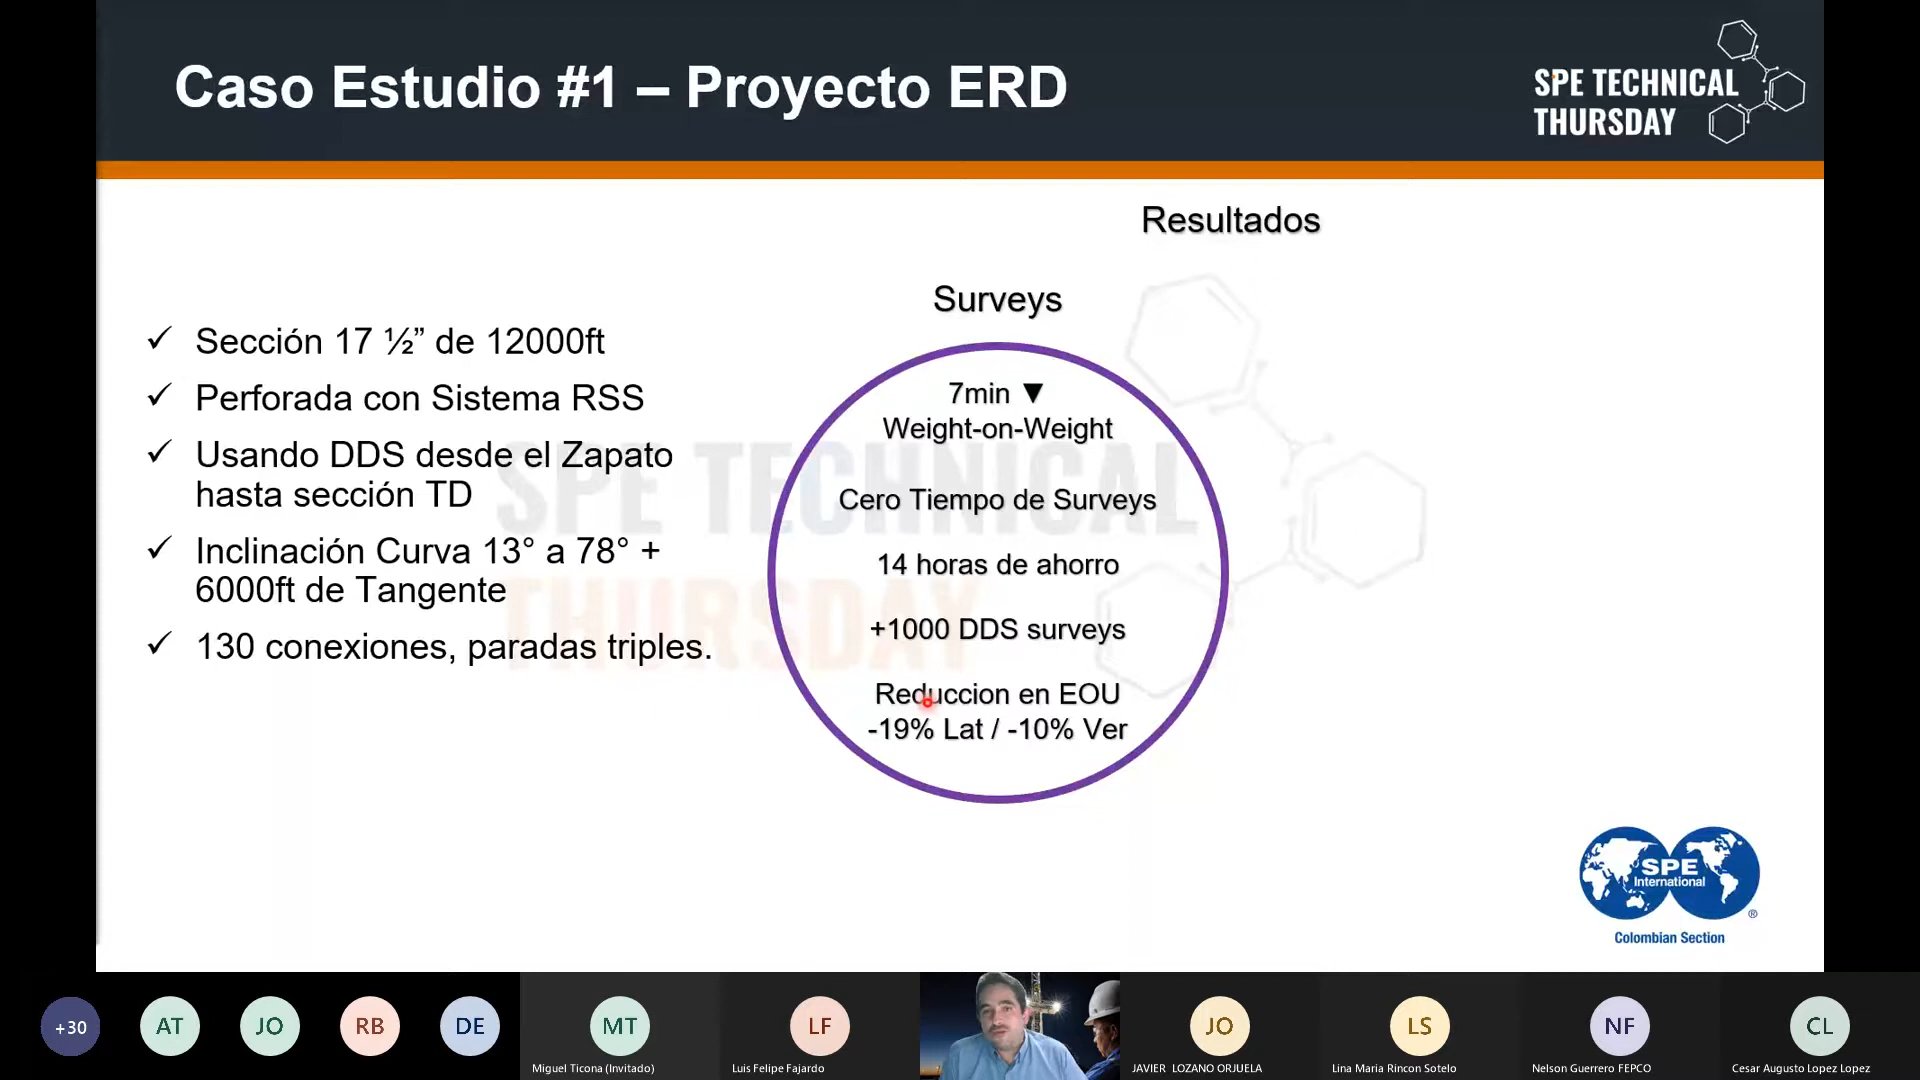 Caso Estudio #1 – Proyecto ERD
SPE TECHNICAL
THURSDAY
Resultados
Surveys
✓ Sección 17 ½” de 12000ft
✓ Perforada con Sistema RSS
✓ Usando DDS desde el Zapato
hasta sección TD
✓ Inclinación Curva 13° a 78° +
6000ft de Tangente
✓ 130 conexiones, paradas triples.
7min ▼
Weight-on-Weight
Cero Tiempo de Surveys
14 horas de ahorro
+1000 DDS surveys
Reduccion en EOU
-19% Lat / -10% Ver
SPE TECHNICAL
THURSDAY
SPE
International
®
Colombian Section
+30
AT
JO
RB
DE
MT
Miguel Ticona (Invitado)
LF
Luis Felipe Fajardo
JO
JAVIER LOZANO ORJUELA
LS
Lina Maria Rincon Sotelo
NF
Nelson Guerrero FEPCO
CL
Cesar Augusto Lopez Lopez